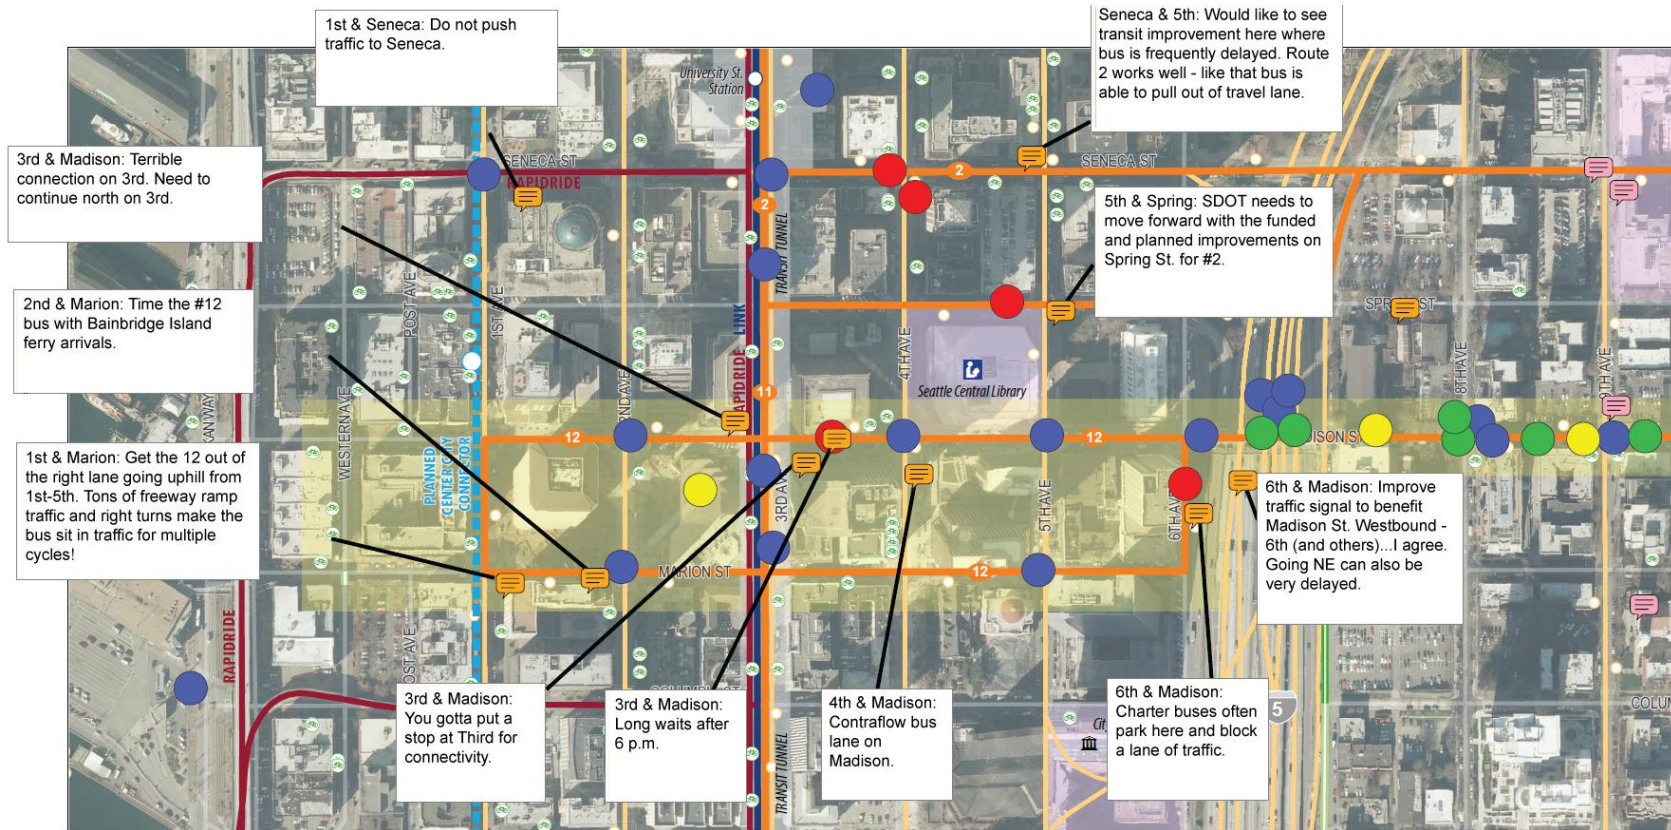 1st & Seneca: Do not push
traffic to Seneca.
Seneca & 5th: Would like to see
transit improvement here where
bus is frequently delayed. Route
2 works well - like that bus is
able to pull out of travel lane.
University St.
Station
3rd & Madison: Terrible
connection on 3rd. Need to
continue north on 3rd.
SENECA ST
RAPIDRIDE
2
SENECA ST
2
TRANSIT TUNNEL
5th & Spring: SDOT needs to
move forward with the funded
and planned improvements on
Spring St. for #2.
2nd & Marion: Time the #12
bus with Bainbridge Island
ferry arrivals.
POST AVE
1ST AVE
LINK
RAPIDRIDE
4TH AVE
Seattle Central Library
8TH AVE
9TH AVE
11
WESTERN AVE
PLANNED
CENTER CITY
CONNECTOR
12
12
1st & Marion: Get the 12 out of
the right lane going uphill from
1st-5th. Tons of freeway ramp
traffic and right turns make the
bus sit in traffic for multiple
cycles!
3RD AVE
5TH AVE
6TH AVE
6th & Madison: Improve
traffic signal to benefit
Madison St. Westbound -
6th (and others)...I agree.
Going NE can also be
very delayed.
MARION ST
12
RAPIDRIDE
3rd & Madison:
You gotta put a
stop at Third for
connectivity.
3rd & Madison:
Long waits after
6 p.m.
4th & Madison:
Contraflow bus
lane on
Madison.
6th & Madison:
Charter buses often
park here and block
a lane of traffic.
5
TRANSIT TUNNEL